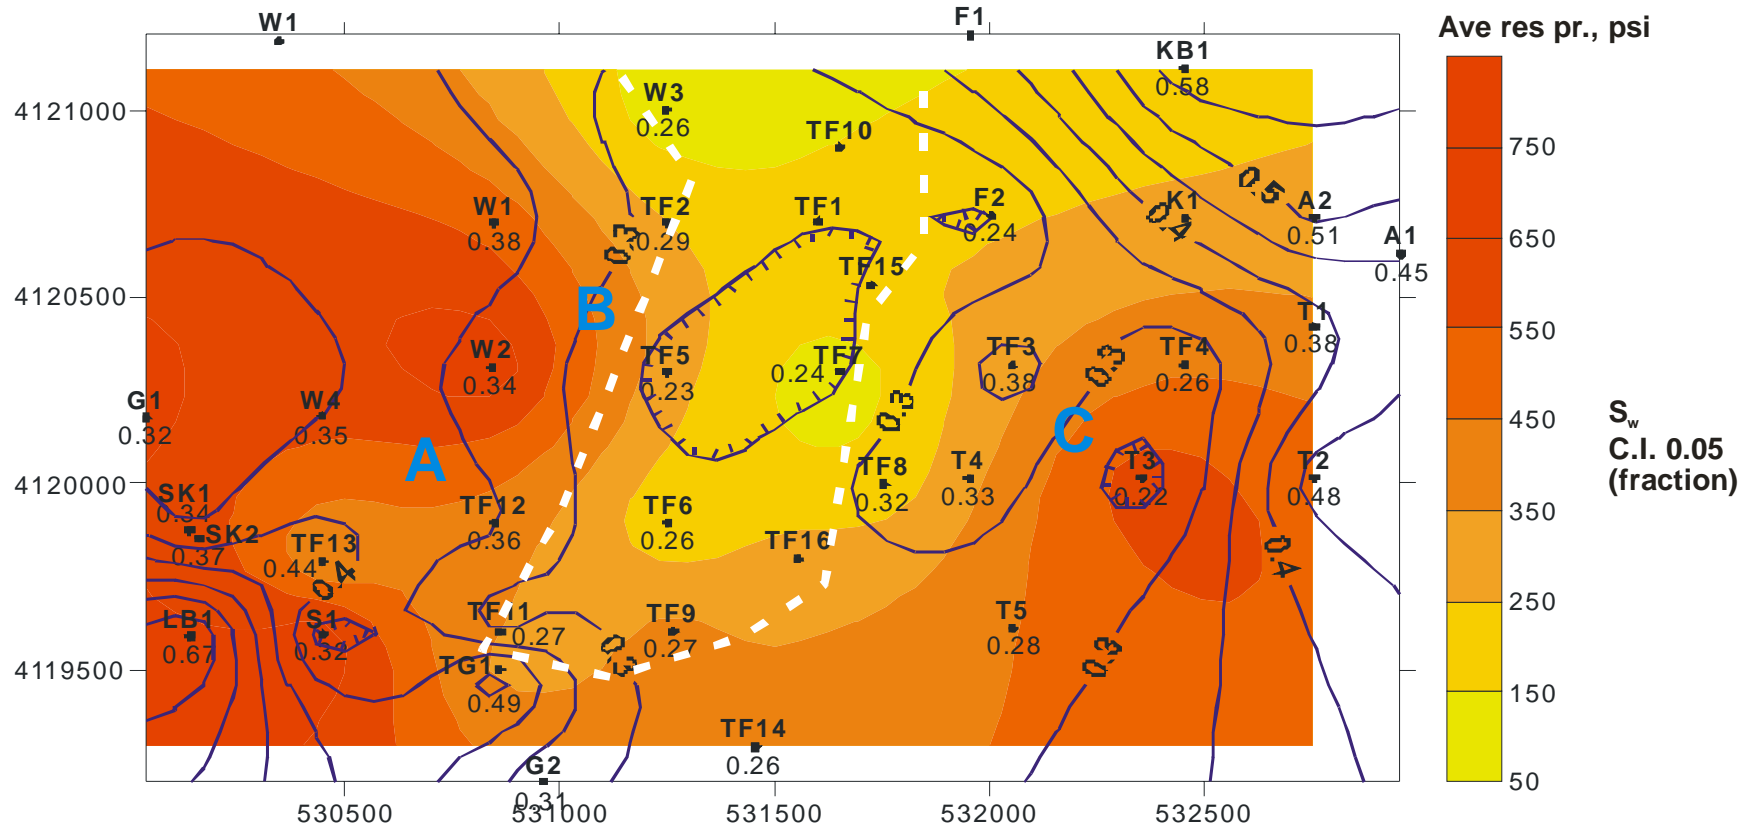 W1
F1
Ave res pr., psi
KB1
0.58
W3
0.26
4121000
TF10
750
0.5
W1
0.38
TF2
0.29
0.3
TF1
F2
0.24
K1
0.4
A2
0.51
A1
0.45
650
TF15
4120500
B
T1
0.38
550
W2
0.34
TF5
0.23
0.24
TF7
TF3
0.38
0.3
TF4
0.26
G1
0.32
W4
0.35
0.3
C
450
Sw
C.I. 0.05
(fraction)
A
SK1
0.34
4120000
TF12
0.36
TF6
0.26
TF8
0.32
T4
0.33
T3
0.22
T2
0.48
350
SK2
0.37
TF13
0.44
0.4
TF16
0.4
250
LB1
0.67
S1
0.32
TF11
0.27
TF9
0.27
0.3
T5
0.28
0.3
4119500
TG1
0.49
150
TF14
0.26
G2
0.31
50
530500
531000
531500
532000
532500